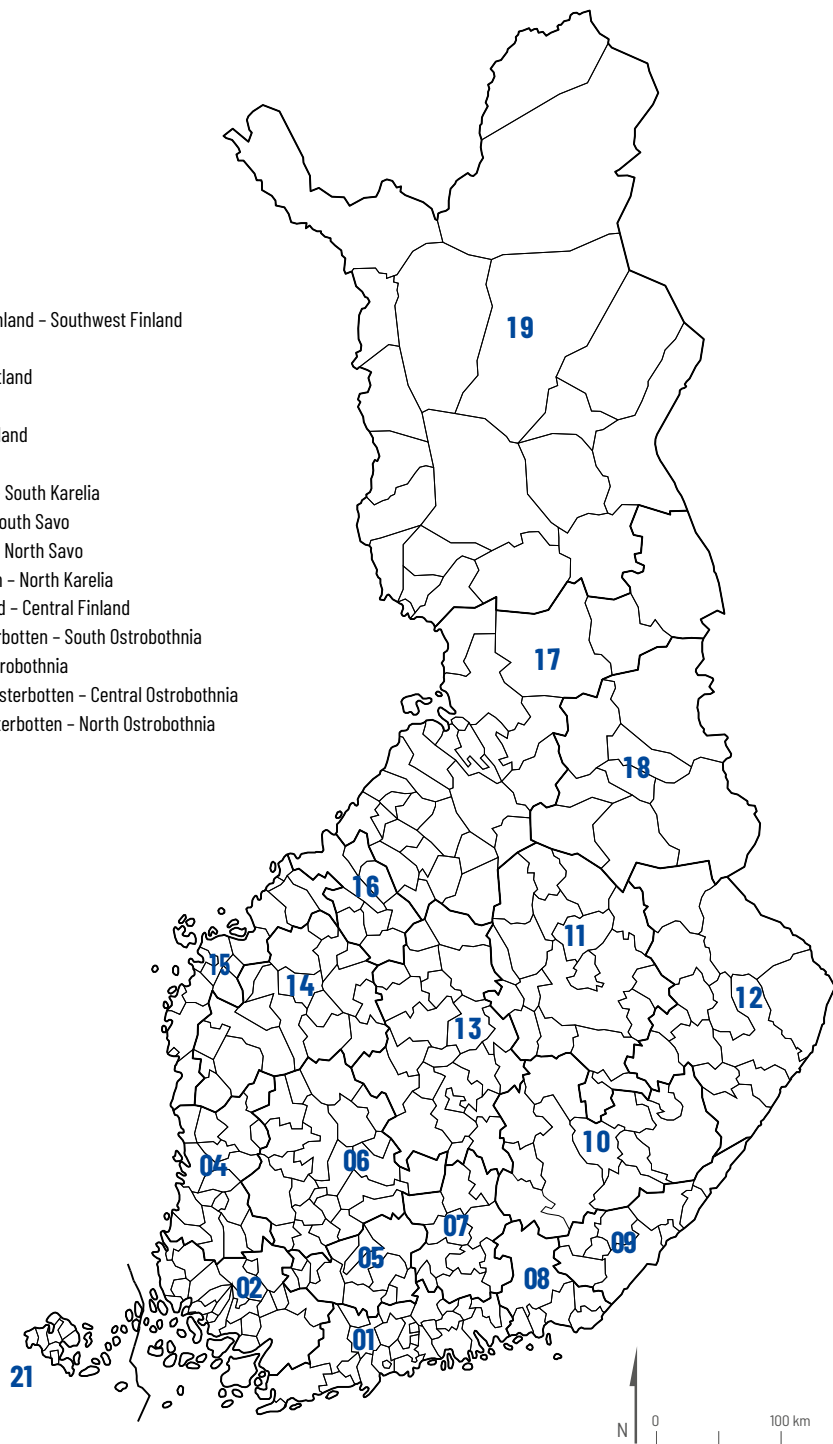 nland – Southwest Finland
tland
land
South Karelia
outh Savo
North Savo
– North Karelia
d – Central Finland
rbotten – South Ostrobothnia
trobothnia
sterbotten – Central Ostrobothnia
terbotten – North Ostrobothnia
19
17
18
16
11
15
14
12
13
10
04
06
07
09
05
08
02
01
21
N
0
100 km